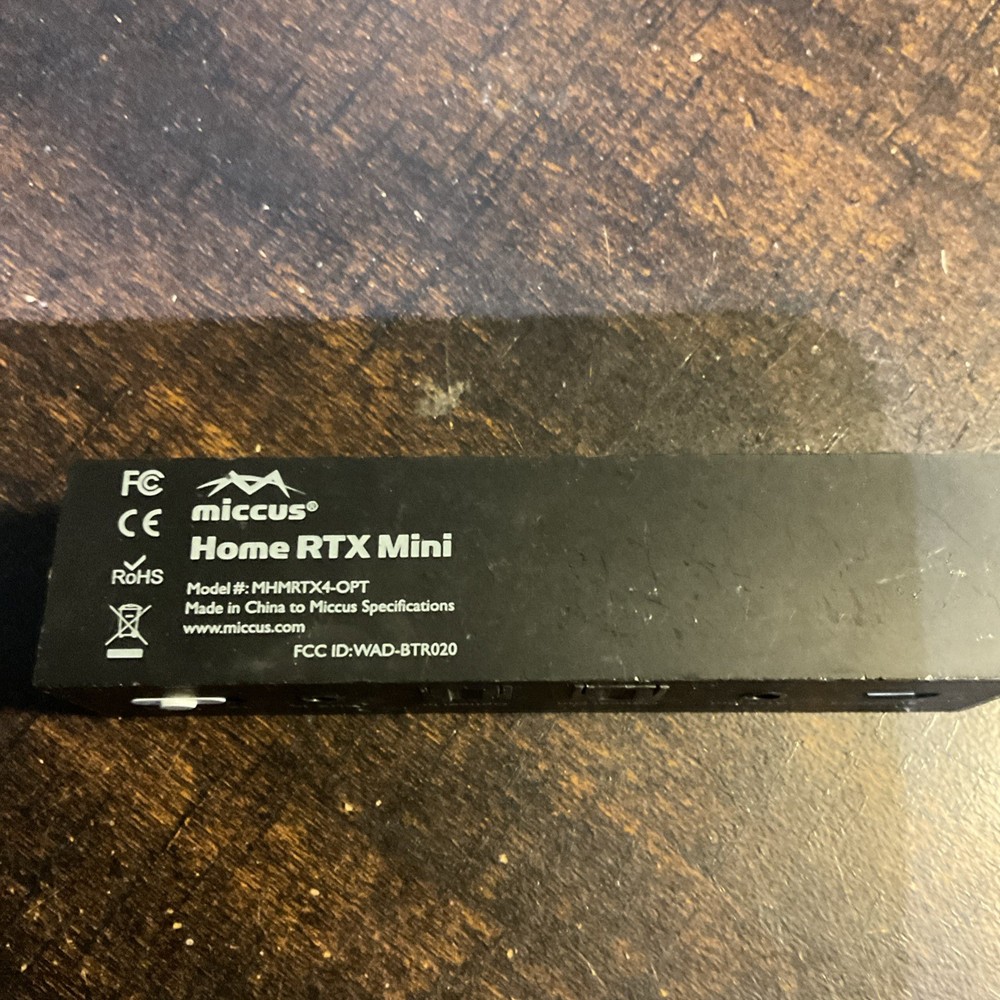 FC
CE
RoHS
miccus®
Home RTX Mini
Model #: MHMRTX4-OPT
Made in China to Miccus Specifications
www.miccus.com
FCC ID:WAD-BTR020